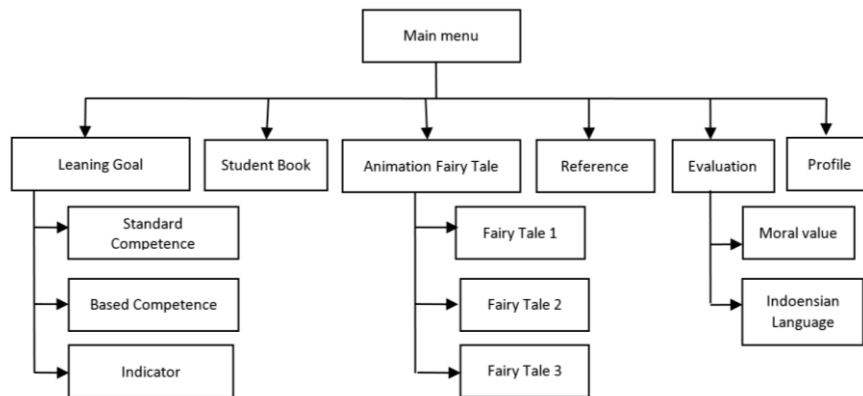 Main menu
Leaning Goal
Student Book
Animation Fairy Tale
Reference
Evaluation
Profile
Standard
Competence
Based Competence
Indicator
Fairy Tale 1
Fairy Tale 2
Fairy Tale 3
Moral value
Indoensian
Language